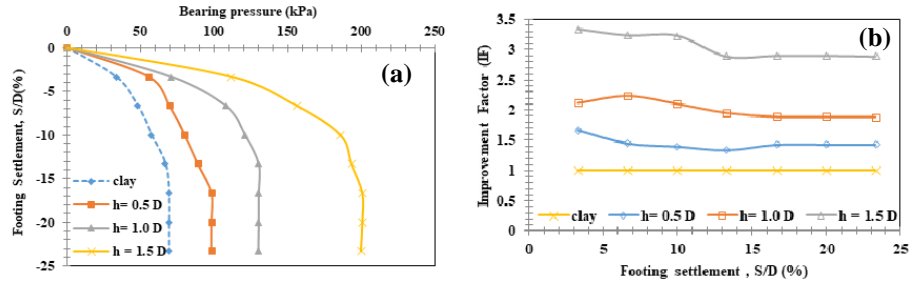 Bearing pressure (kPa)
0 50 100 150 200 250
0
-5
-10
-15
-20
-25
Footing Settlement, S/D(%)
(a)
clay
h= 0.5 D
h= 1.0 D
h = 1.5 D
3.5
3
2.5
2
1.5
1
0.5
0
Improvement Factor (IF)
(b)
clay h= 0.5 D h= 1.0 D h= 1.5 D
0 5 10 15 20 25
Footing settlement , S/D (%)